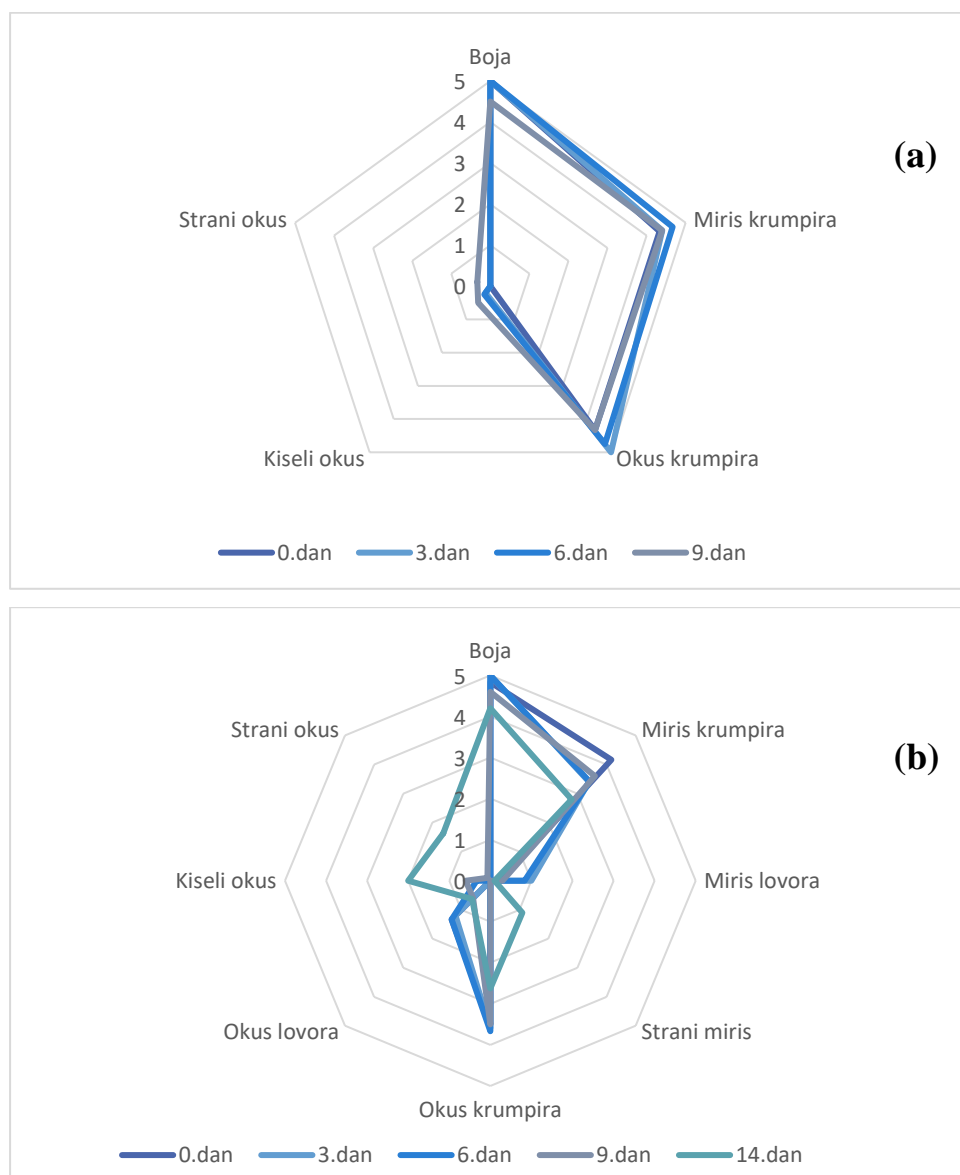 Boja
5
4
(a)
3
Strani okus
2
Miris krumpira
1
0
Kiseli okus
Okus krumpira
0.dan 3.dan 6.dan 9.dan
Boja
5
Strani okus
4
Miris krumpira
(b)
3
2
1
Kiseli okus
0
Miris lovora
Okus lovora
Strani miris
Okus krumpira
0.dan 3.dan 6.dan 9.dan 14.dan